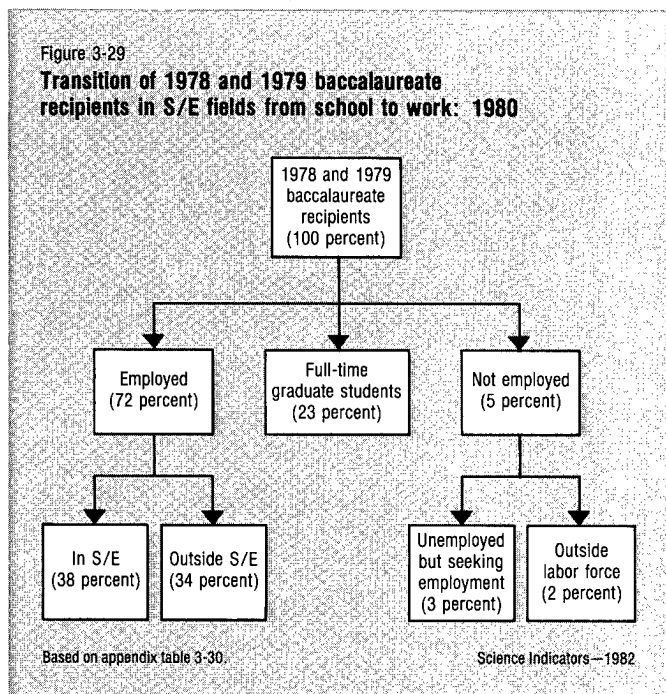 Figure 3-29
Transition of 1978 and 1979 baccalaureate
recipients in S/E fields from school to work: 1980
1978 and 1979
baccalaureate
recipients
(100 percent)
Employed
(72 percent)
Full-time
graduate students
(23 percent)
Not employed
(5 percent)
In S/E
(38 percent)
Outside S/E
(34 percent)
Unemployed
but seeking
employment
(3 percent)
Outside
labor force
(2 percent)
Based on appendix table 3-30.
Science Indicators—1982